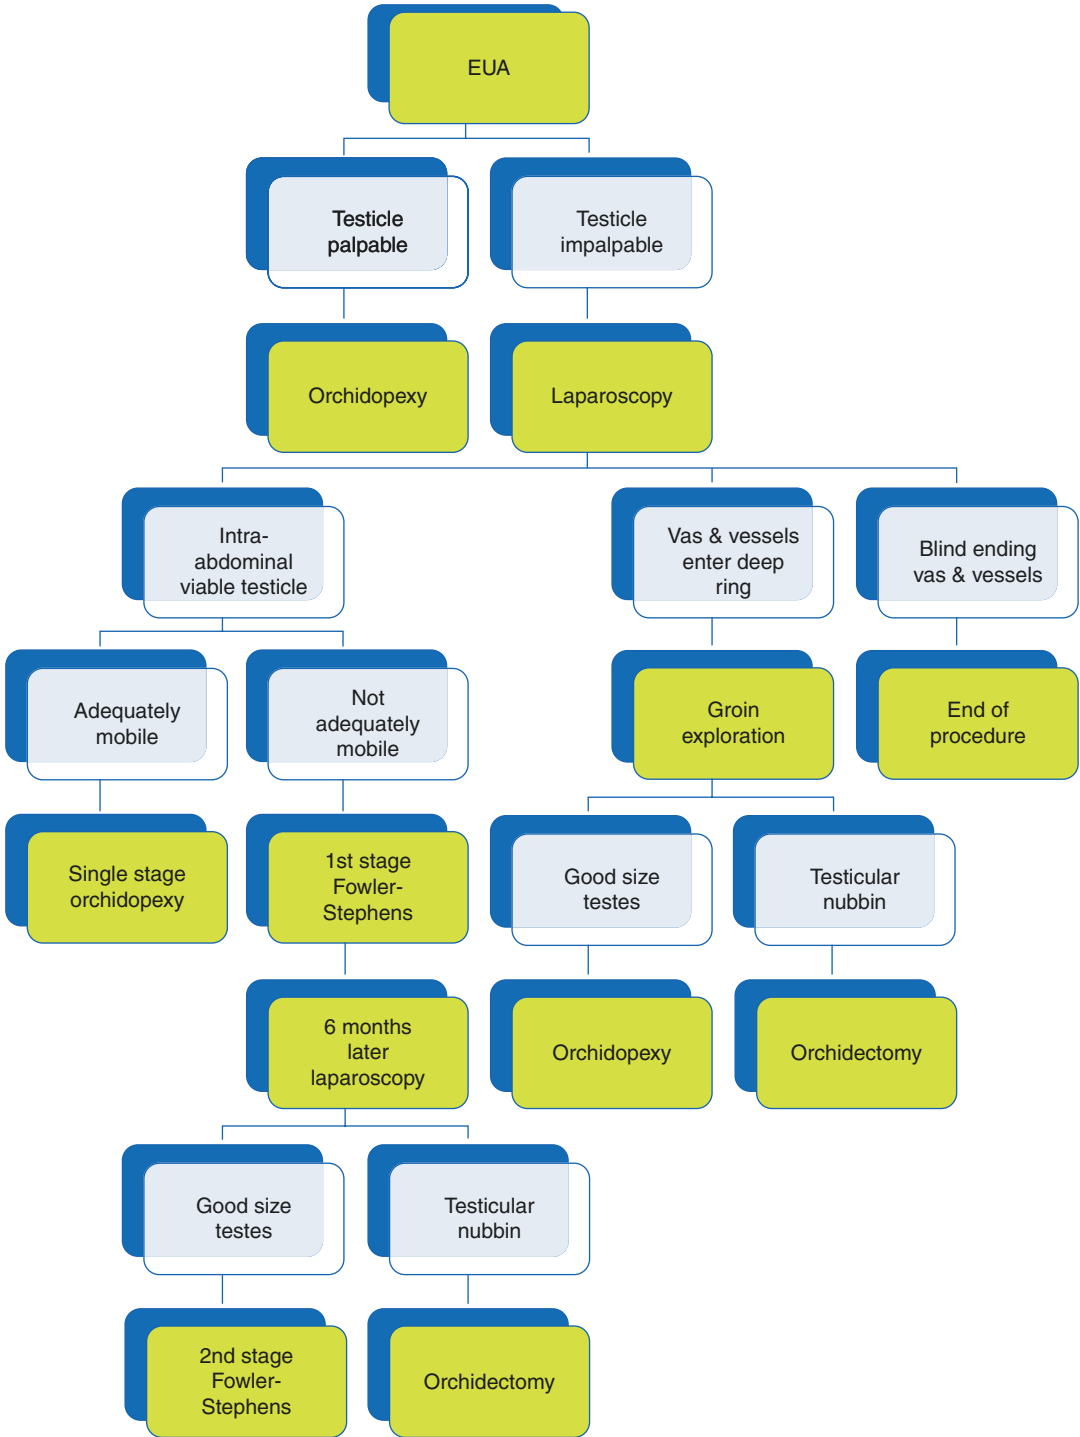 EUA
Testicle
palpable
Testicle
impalpable
Orchidopexy
Laparoscopy
Intra-
abdominal
viable testicle
Vas & vessels
enter deep
ring
Blind ending
vas & vessels
Adequately
mobile
Not
adequately
mobile
Groin
exploration
End of
procedure
Single stage
orchidopexy
1st stage
Fowler-
Stephens
Good size
testes
Testicular
nubbin
6 months
later
laparoscopy
Orchidopexy
Orchidectomy
Good size
testes
Testicular
nubbin
2nd stage
Fowler-
Stephens
Orchidectomy